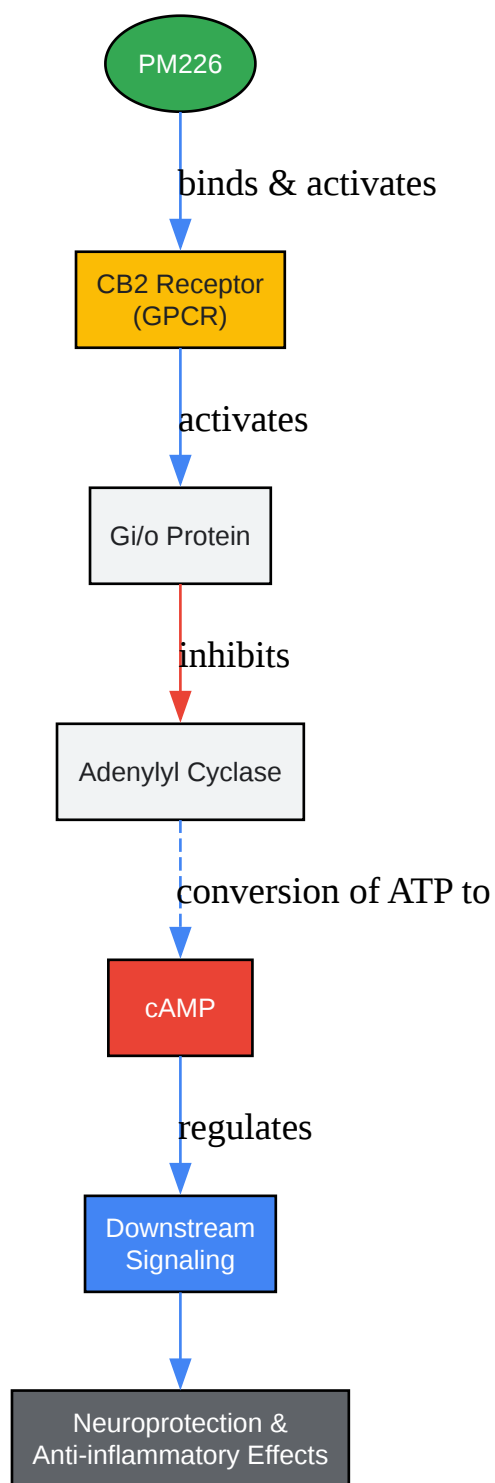 PM226
binds & activates
CB2 Receptor
(GPCR)
activates
Gi/o Protein
inhibits
Adenylyl Cyclase
conversion of ATP to
cAMP
regulates
Downstream
Signaling
Neuroprotection &
Anti-inflammatory Effects